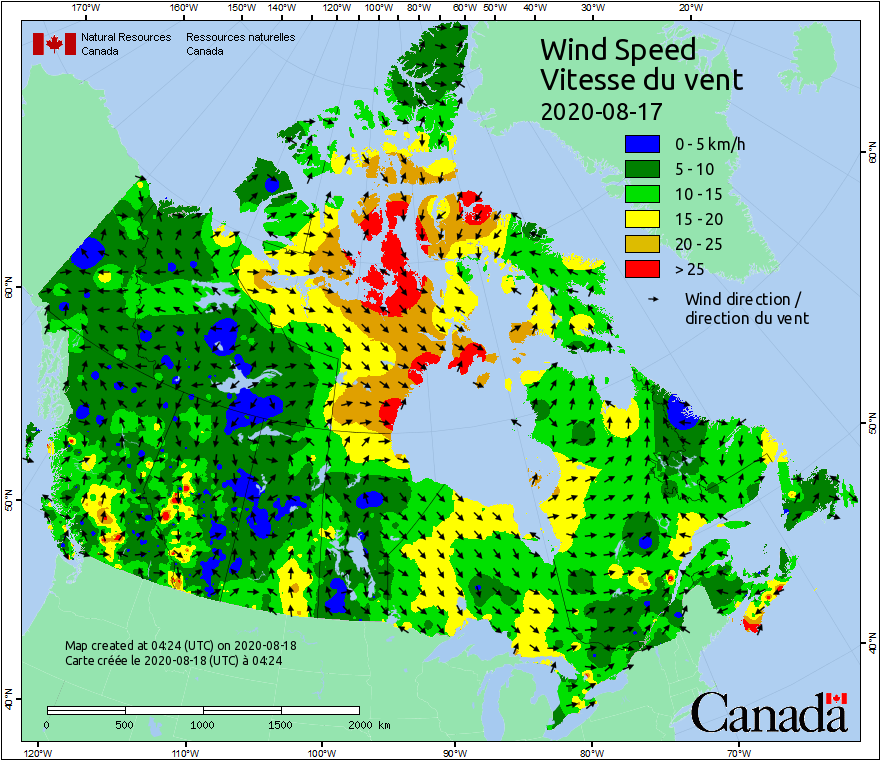 170°W 160°W 150°W 140°W 130°W 120°W 110°W 100°W 90°W 80°W 70°W 60°W 50°W 40°W 30°W 20°W
Natural Resources Ressources naturelles
Canada Canada
Wind Speed
Vitesse du vent
2020-08-17
0 - 5 km/h
5 - 10
10 - 15
15 - 20
20 - 25
> 25
Wind direction /
direction du vent
60°N
60°N
50°N
50°N
40°N
40°N
Map created at 04:24 (UTC) on 2020-08-18
Carte créée le 2020-08-18 (UTC) à 04:24
0 500 1000 1500 2000 km
Canada
120°W 110°W 100°W 90°W 80°W 70°W